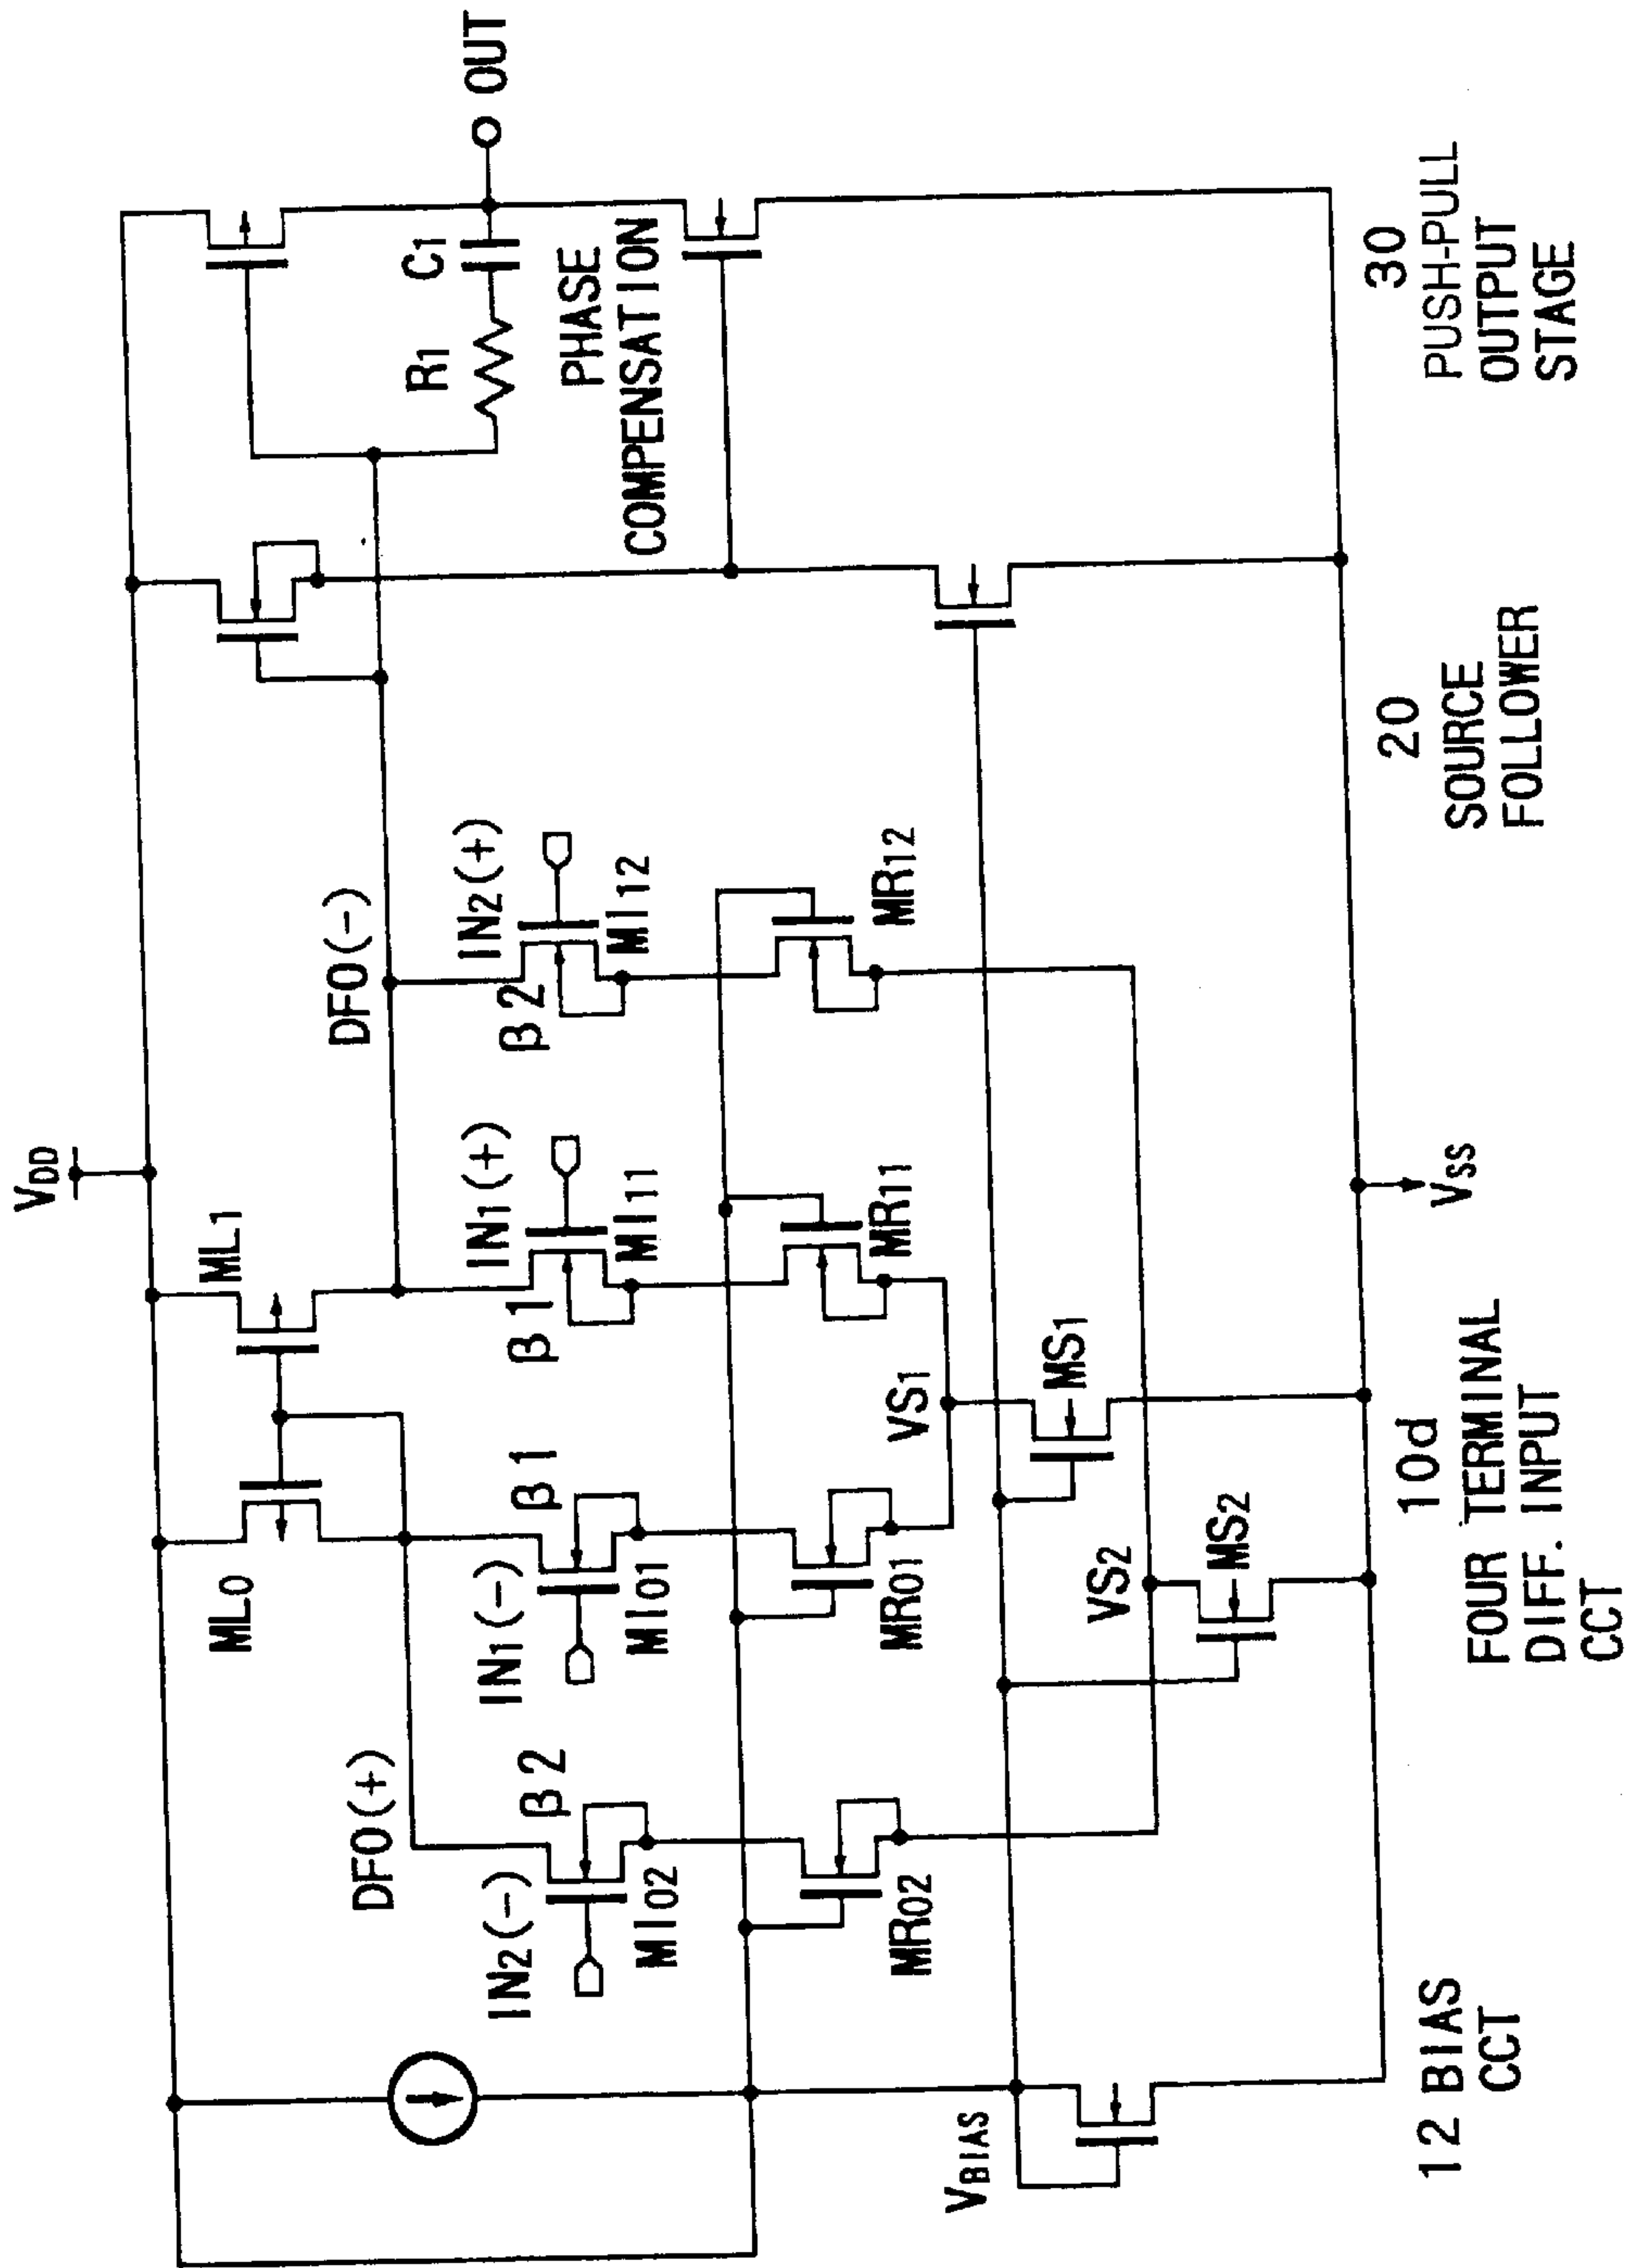 VDD
ML0
ML1
DFO(+)
DFO(-)
IN2(-)
β2
MI02
IN1(-)
β1
MI01
β1
IN1(+)
MI11
β2
IN2(+)
MI12
MR02
MR01
MR11
MR12
VS1
VS2
MS1
MS2
VBIAS
R1
C1
PHASE
COMPENSATION
OUT
VSS
12 BIAS
CCT
10d
FOUR TERMINAL
DIFF. INPUT
CCT
20
SOURCE
FOLLOWER
30
PUSH-PULL
OUTPUT
STAGE